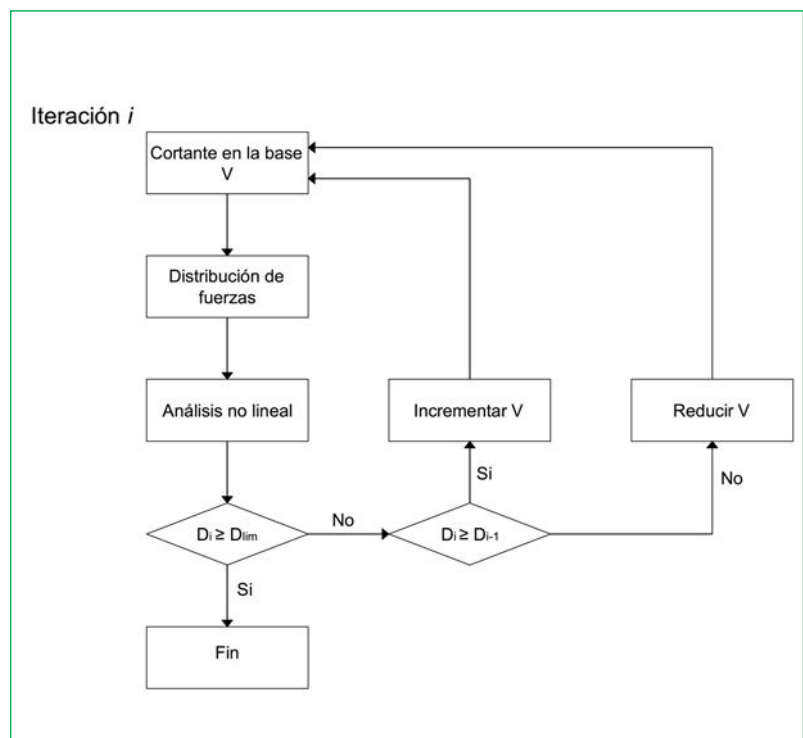 Iteración i
Cortante en la base
V
Distribución de
fuerzas
Análisis no lineal
Incrementar V
Reducir V
Si
No
Di ≥ Dlim
No
Di ≥ Di-1
Si
Fin